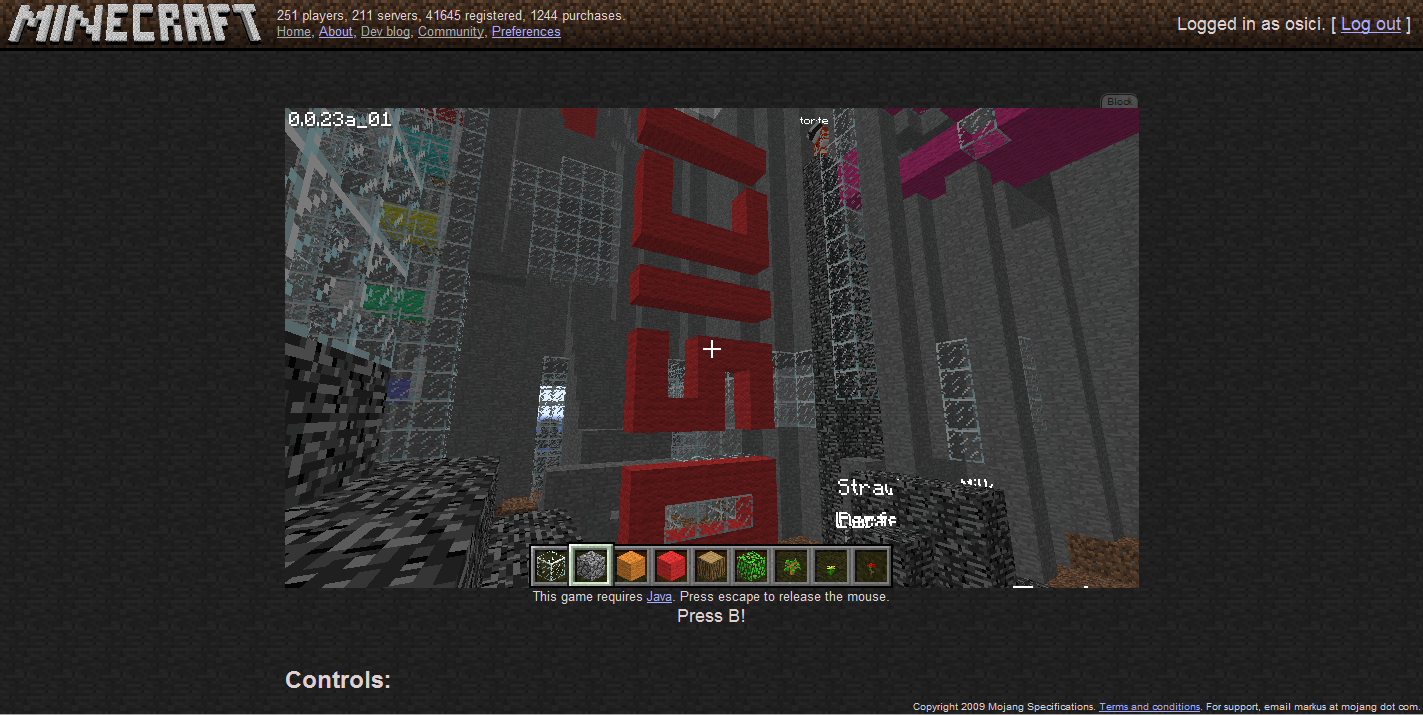 MINECRAFT
251 players, 211 servers, 41645 registered, 1244 purchases.
Home, About, Dev blog, Community, Preferences
Logged in as osici. [ Log out ]
Block
0.0.23a_01
OSICI
This game requires Java. Press escape to release the mouse.
Press B!
Controls:
Copyright 2009 Mojang Specifications. Terms and conditions. For support, email markus at mojang dot com.